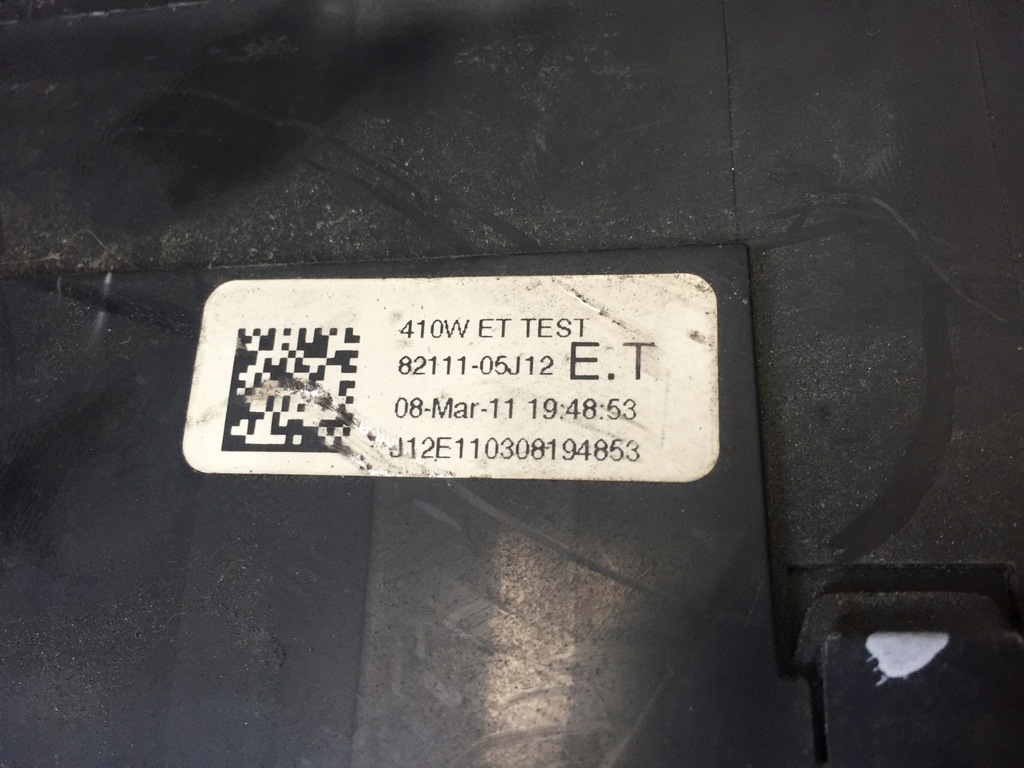 410W ET TEST
82111-05J12 E.T
08-Mar-11 19:48:53
J12E110308194853